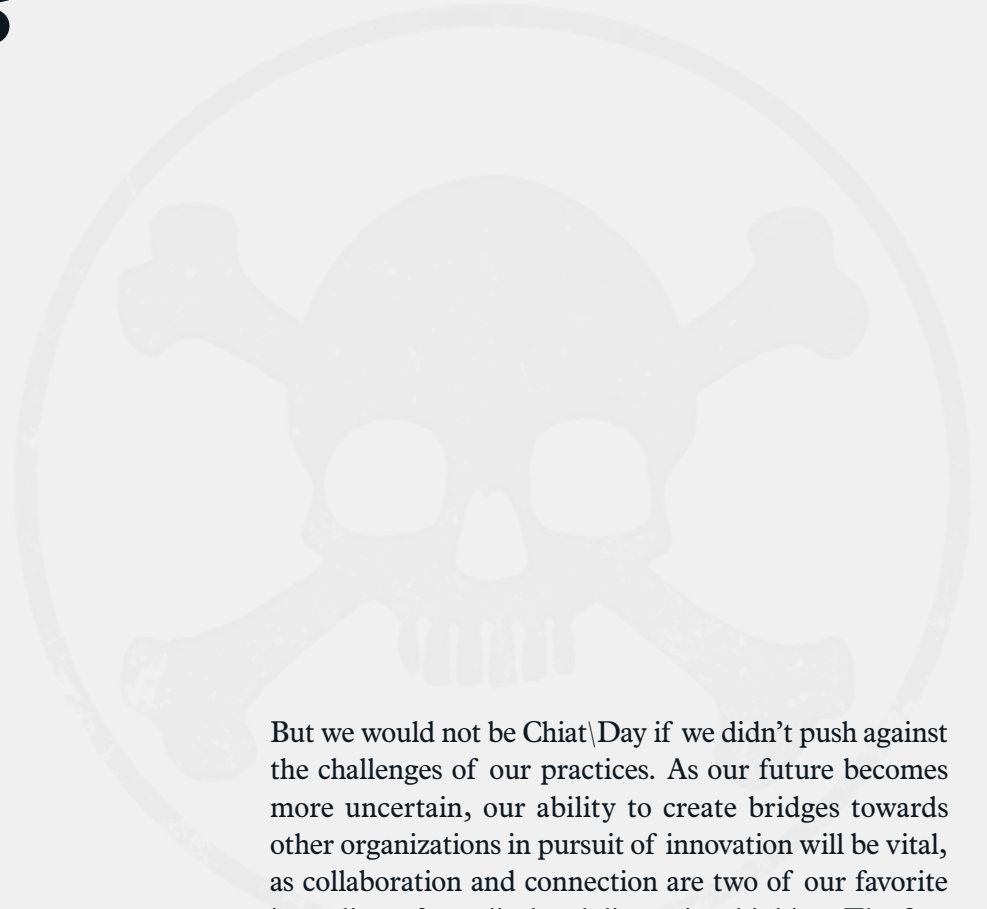 But we would not be Chiat\Day if we didn’t push against
the challenges of our practices. As our future becomes
more uncertain, our ability to create bridges towards
other organizations in pursuit of innovation will be vital,
as collaboration and connection are two of our favorite